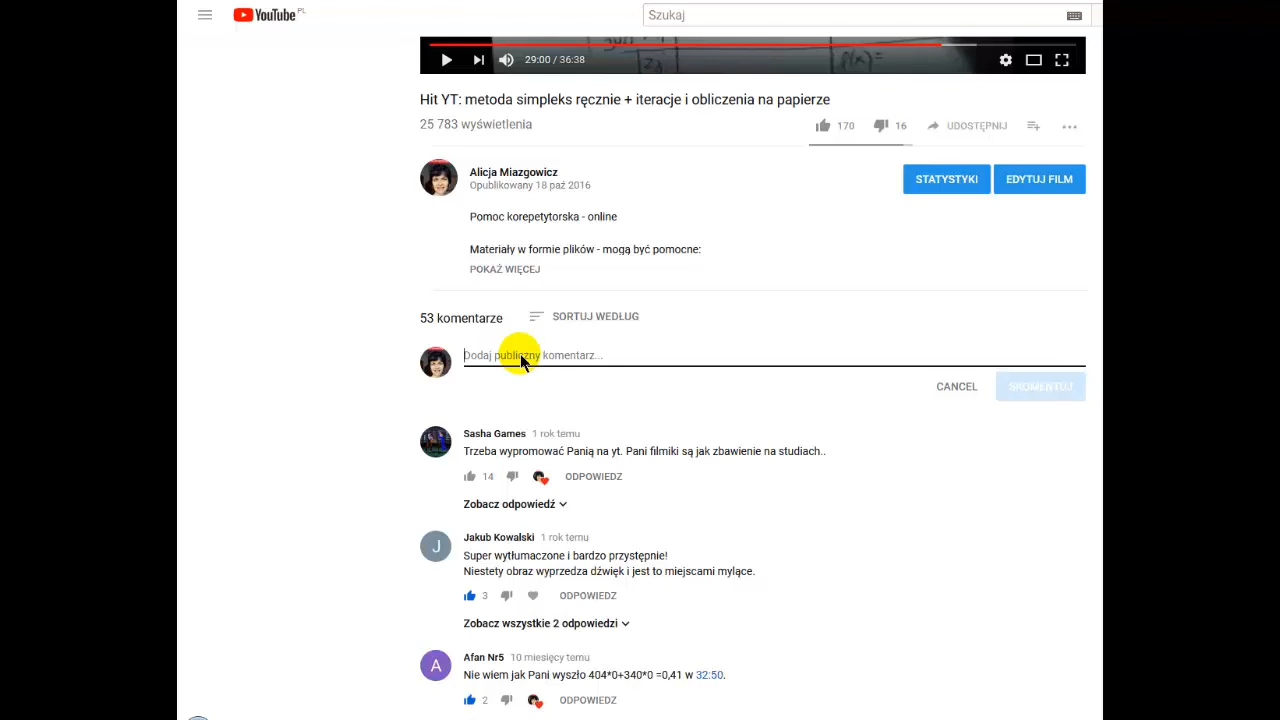 YouTube PL
Szukaj
29:00 / 36:38
Hit YT: metoda simpleks ręcznie + iteracje i obliczenia na papierze
25 783 wyświetlenia
170
16
UDOSTĘPNIJ
Alicja Miazgowicz
Opublikowany 18 paź 2016
STATYSTYKI
EDYTUJ FILM
Pomoc korepetytorska - online
Materiały w formie plików - mogą być pomocne:
POKAŻ WIĘCEJ
53 komentarze
SORTUJ WEDŁUG
Dodaj publiczny komentarz...
CANCEL
SKOMENTUJ
Sasha Games 1 rok temu
Trzeba wypromować Panią na yt. Pani filmiki są jak zbawienie na studiach..
14
ODPOWIEDZ
Zobacz odpowiedź
J
Jakub Kowalski 1 rok temu
Super wytłumaczone i bardzo przystępnie!
Niestety obraz wyprzedza dźwięk i jest to miejscami mylące.
3
ODPOWIEDZ
Zobacz wszystkie 2 odpowiedzi
A
Afan Nr5 10 miesięcy temu
Nie wiem jak Pani wyszło 404*0+340*0 =0,41 w 32:50.
2
ODPOWIEDZ